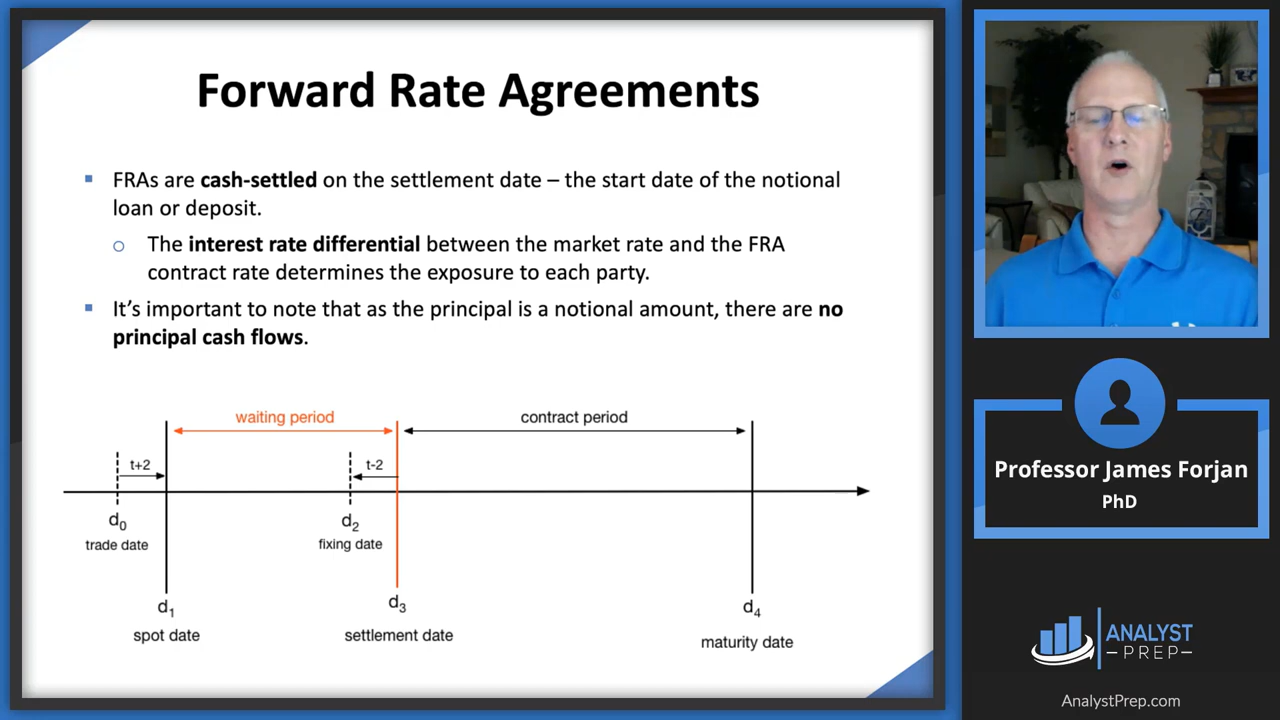 Forward Rate Agreements
▪ FRAs are cash-settled on the settlement date – the start date of the notional
loan or deposit.
o The interest rate differential between the market rate and the FRA
contract rate determines the exposure to each party.
▪ It’s important to note that as the principal is a notional amount, there are no
principal cash flows.
waiting period
contract period
t+2
t-2
d0
d2
trade date
fixing date
d1
d3
d4
spot date
settlement date
maturity date
Professor James Forjan
PhD
ANALYST
–PREP–
AnalystPrep.com